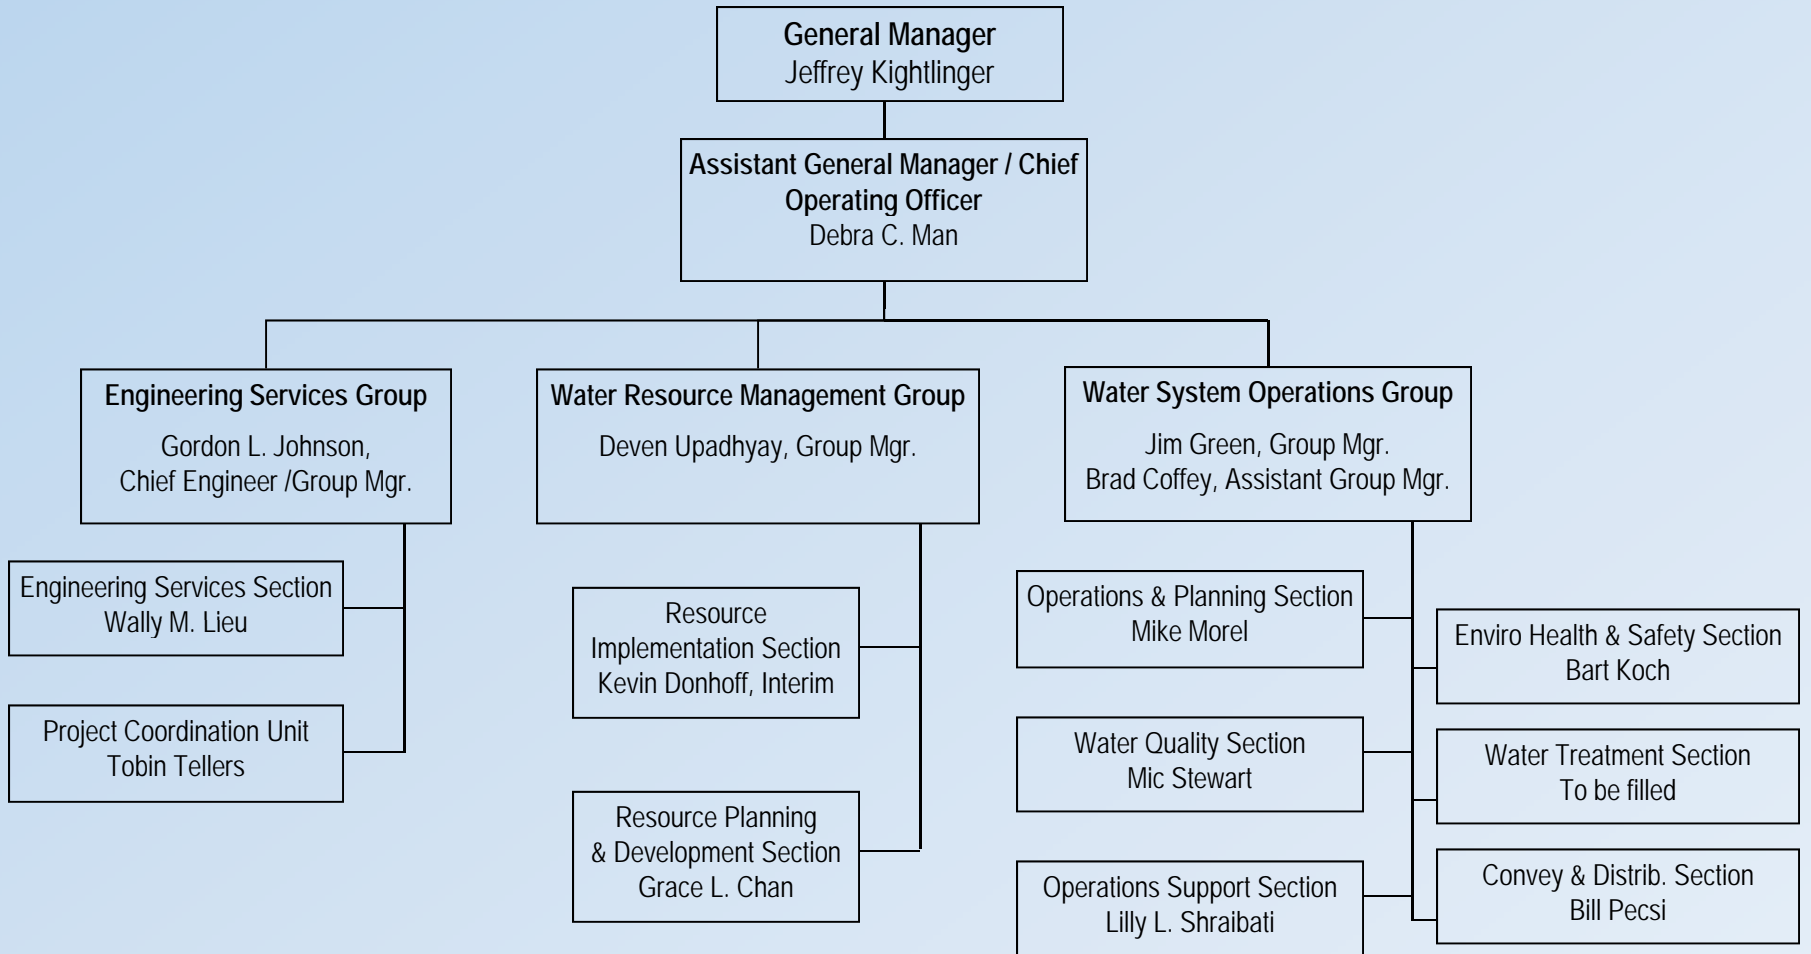 General Manager
Jeffrey Kightlinger
Assistant General Manager / Chief
Operating Officer
Debra C. Man
Engineering Services Group
Gordon L. Johnson,
Chief Engineer /Group Mgr.
Engineering Services Section
Wally M. Lieu
Project Coordination Unit
Tobin Tellers
Water Resource Management Group
Deven Upadhyay, Group Mgr.
Resource
Implementation Section
Kevin Donhoff, Interim
Resource Planning
& Development Section
Grace L. Chan
Water System Operations Group
Jim Green, Group Mgr.
Brad Coffey, Assistant Group Mgr.
Operations & Planning Section
Mike Morel
Water Quality Section
Mic Stewart
Operations Support Section
Lilly L. Shraibati
Enviro Health & Safety Section
Bart Koch
Water Treatment Section
To be filled
Convey & Distrib. Section
Bill Pecsi